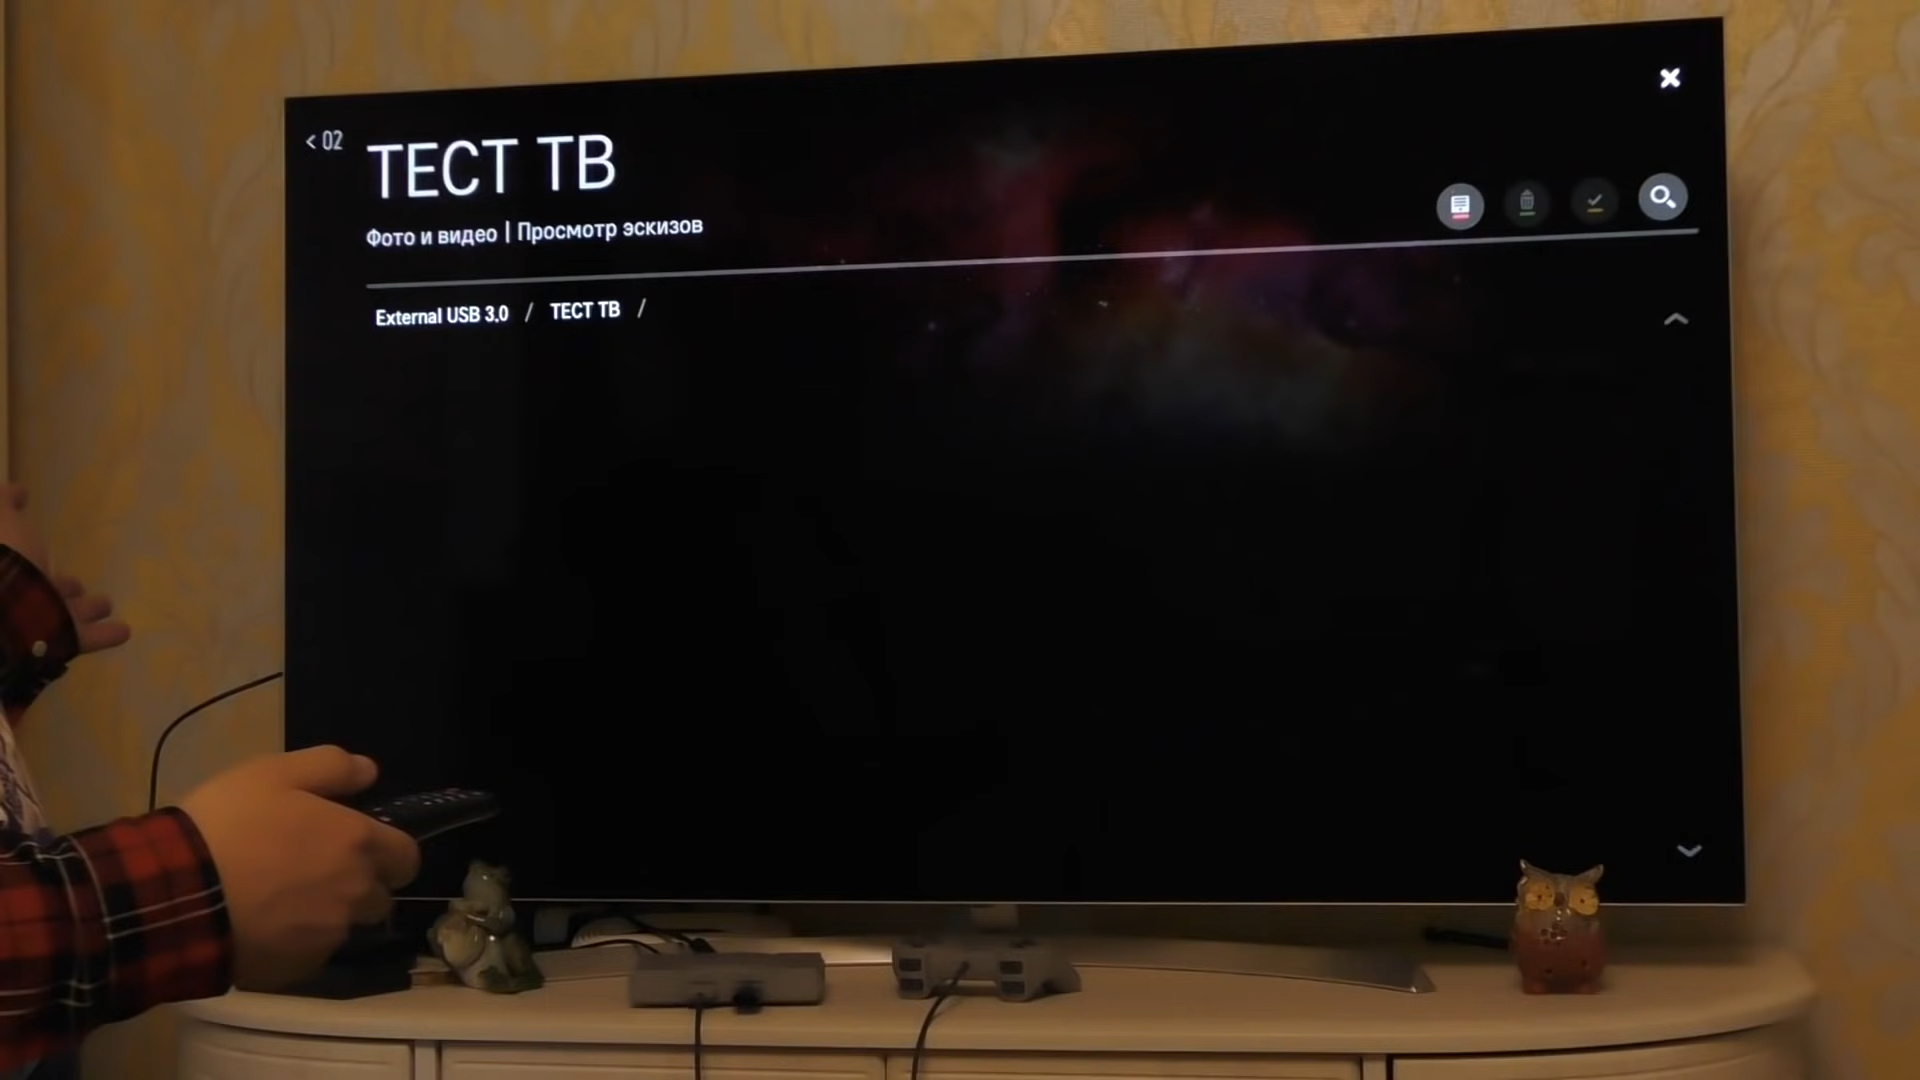 < 02
ТЕСТ ТВ
Фото и видео | Просмотр эскизов
External USB 3.0 / ТЕСТ ТВ /